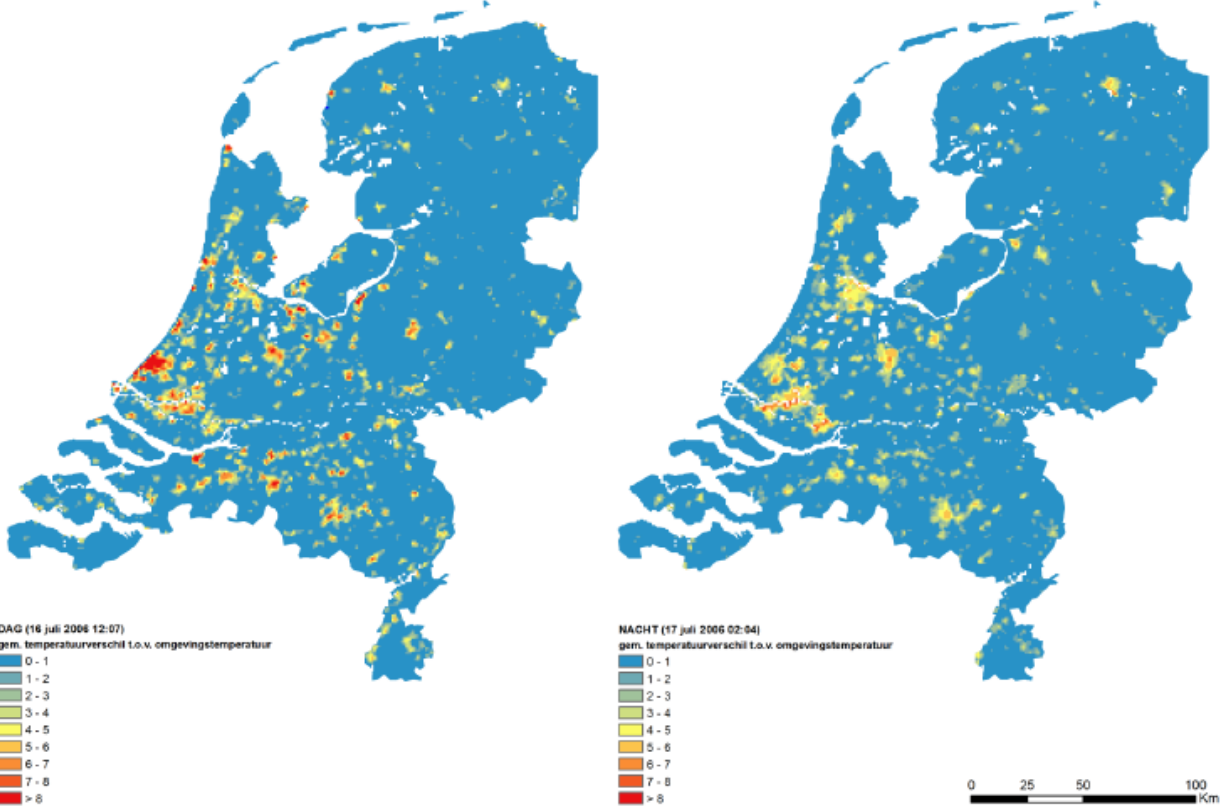 DAG (16 juli 2006 12:07)
gem. temperatuurverschil t.o.v. omgevingstemperatuur
0 - 1
1 - 2
2 - 3
3 - 4
4 - 5
5 - 6
6 - 7
7 - 8
> 8
NACHT (17 juli 2006 02:04)
gem. temperatuurverschil t.o.v. omgevingstemperatuur
0 - 1
1 - 2
2 - 3
3 - 4
4 - 5
5 - 6
6 - 7
7 - 8
> 8
0 25 50 100
Km